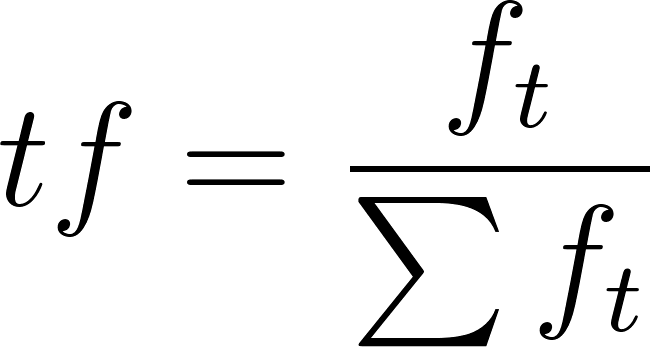 tf = f_t / ∑ f_t